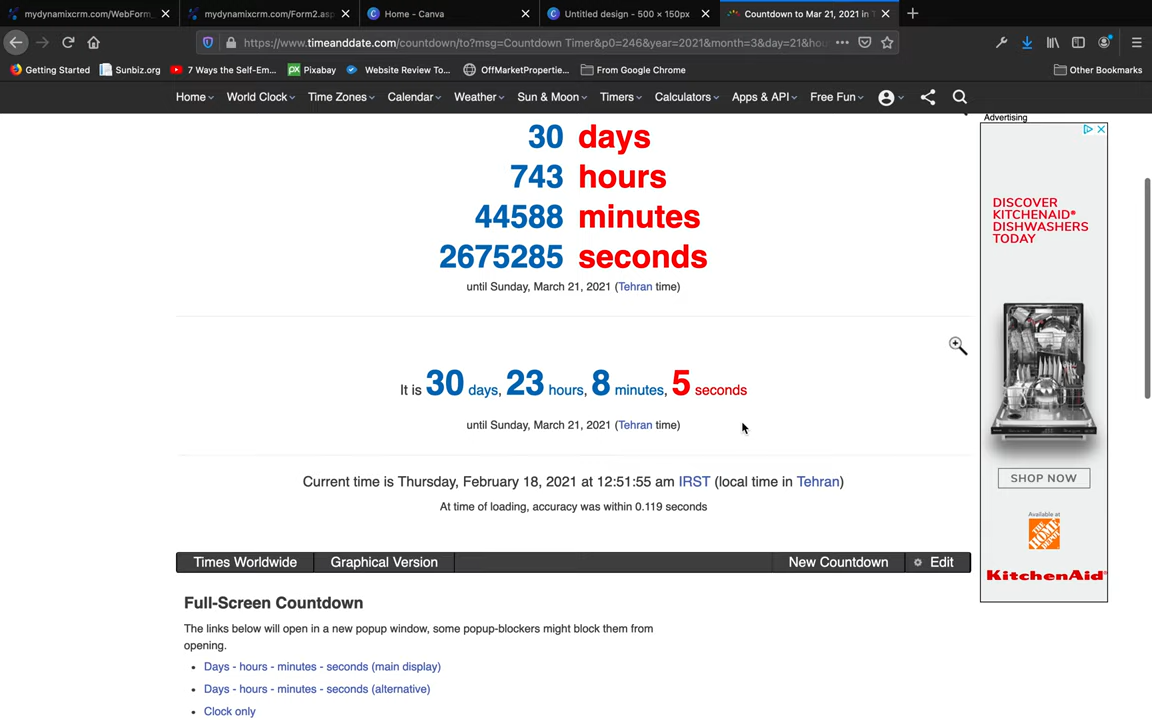 mydynamixcrm.com/WebForm_
mydynamixcrm.com/Form2.asp
Home - Canva
Untitled design - 500 × 150px
Countdown to Mar 21, 2021 in T
https://www.timeanddate.com/countdown/to?msg=Countdown Timer&p0=246&year=2021&month=3&day=21&hou
Getting Started
Sunbiz.org
7 Ways the Self-Em...
px Pixabay
Website Review To...
OffMarketPropertie...
From Google Chrome
Other Bookmarks
Home
World Clock
Time Zones
Calendar
Weather
Sun & Moon
Timers
Calculators
Apps & API
Free Fun
Advertising
30 days
743 hours
44588 minutes
2675285 seconds
until Sunday, March 21, 2021 (Tehran time)
It is 30 days, 23 hours, 8 minutes, 5 seconds
until Sunday, March 21, 2021 (Tehran time)
Current time is Thursday, February 18, 2021 at 12:51:55 am IRST (local time in Tehran)
At time of loading, accuracy was within 0.119 seconds
Times Worldwide
Graphical Version
New Countdown
Edit
Full-Screen Countdown
The links below will open in a new popup window, some popup-blockers might block them from
opening.
Days - hours - minutes - seconds (main display)
Days - hours - minutes - seconds (alternative)
Clock only
DISCOVER
KITCHENAID®
DISHWASHERS
TODAY
SHOP NOW
Available at
THE HOME DEPOT
KitchenAid®